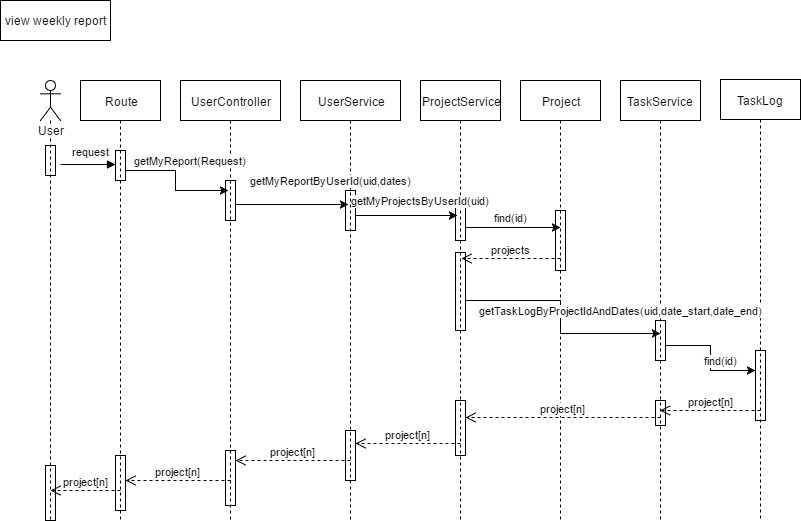 view weekly report
User
Route
UserController
UserService
ProjectService
Project
TaskService
TaskLog
request
getMyReport(Request)
getMyReportByUserId(uid,dates)
getMyProjectsByUserId(uid)
find(id)
projects
getTaskLogByProjectIdAndDates(uid,date_start,date_end)
find(id)
project[n]
project[n]
project[n]
project[n]
project[n]
project[n]